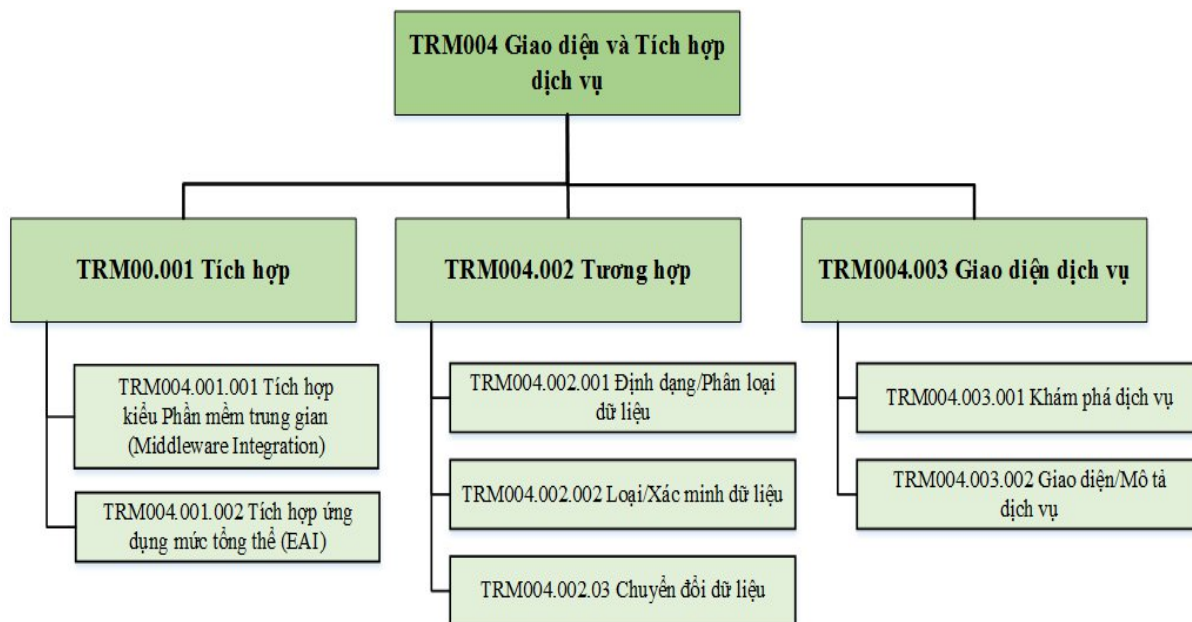 TRM004 Giao diện và Tích hợp
dịch vụ
TRM00.001 Tích hợp
TRM004.002 Tương hợp
TRM004.003 Giao diện dịch vụ
TRM004.001.001 Tích hợp
kiểu Phần mềm trung gian
(Middleware Integration)
TRM004.001.002 Tích hợp ứng
dụng mức tổng thể (EAI)
TRM004.002.001 Định dạng/Phân loại
dữ liệu
TRM004.002.002 Loại/Xác minh dữ liệu
TRM004.002.03 Chuyển đổi dữ liệu
TRM004.003.001 Khám phá dịch vụ
TRM004.003.002 Giao diện/Mô tả
dịch vụ